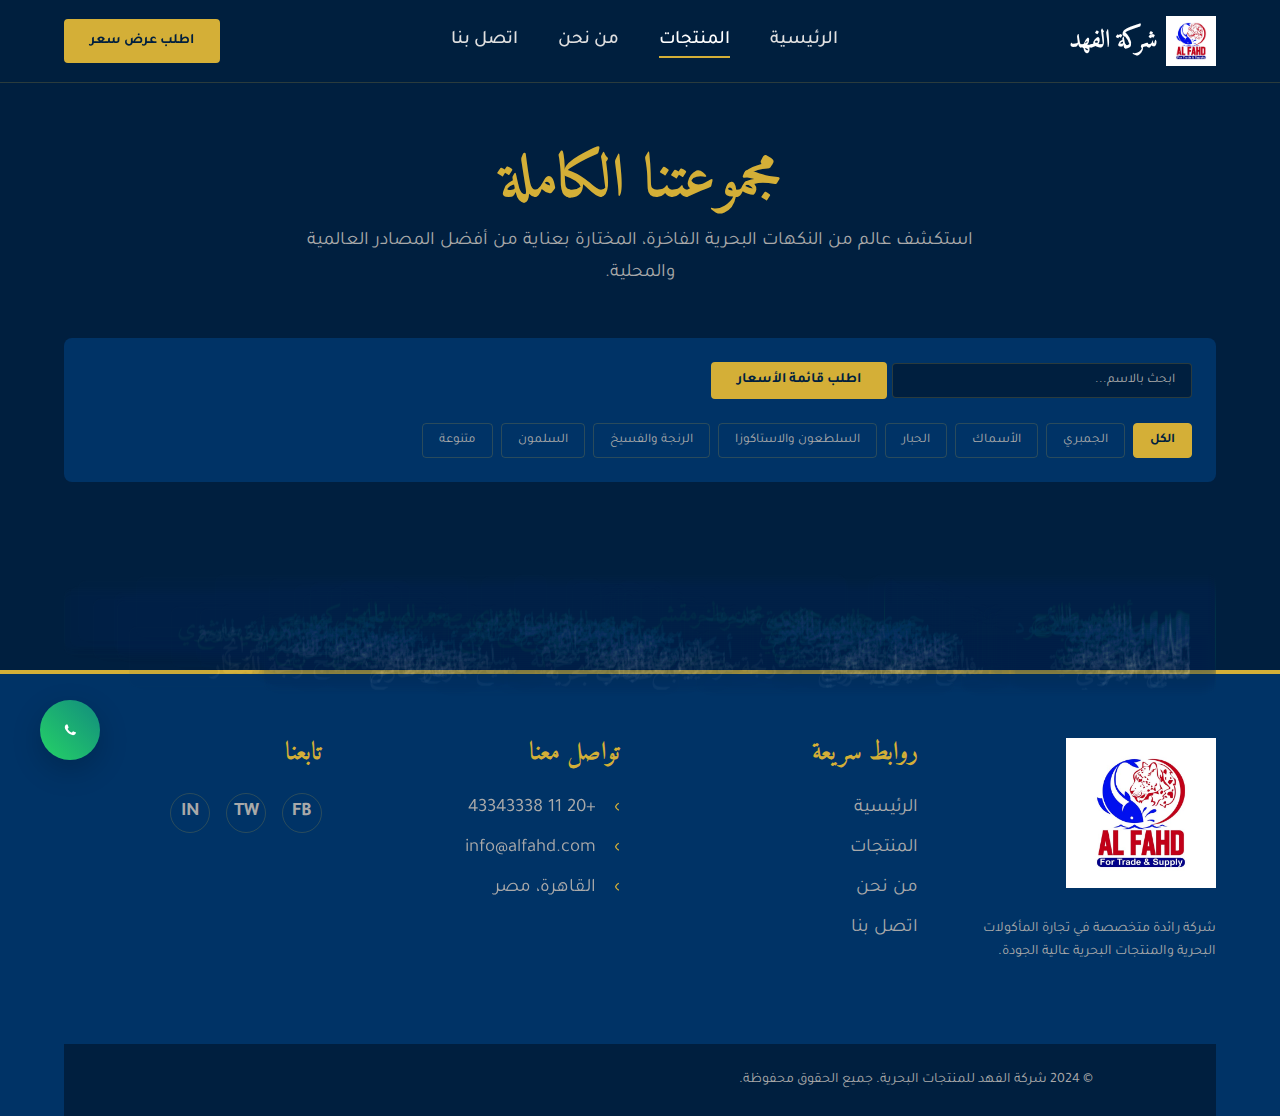 AL FAHD
For Trade & Supply
شركة الفهد
الرئيسية
المنتجات
من نحن
اتصل بنا
اطلب عرض سعر
مجموعتنا الكاملة
استكشف عالم من النكهات البحرية الفاخرة، المختارة بعناية من أفضل المصادر العالمية
والمحلية.
ابحث بالاسم...
اطلب قائمة الأسعار
الكل
الجمبري
الأسماك
الحبار
السلطعون والاستاكوزا
الرنجة والفسيخ
السلمون
متنوعة
AL FAHD
For Trade & Supply
شركة رائدة متخصصة في تجارة المأكولات
البحرية والمنتجات البحرية عالية الجودة.
روابط سريعة
الرئيسية
المنتجات
من نحن
اتصل بنا
تواصل معنا
› +20 11 43343338
› info@alfahd.com
› القاهرة، مصر
تابعنا
FB
TW
IN
© 2024 شركة الفهد للمنتجات البحرية. جميع الحقوق محفوظة.